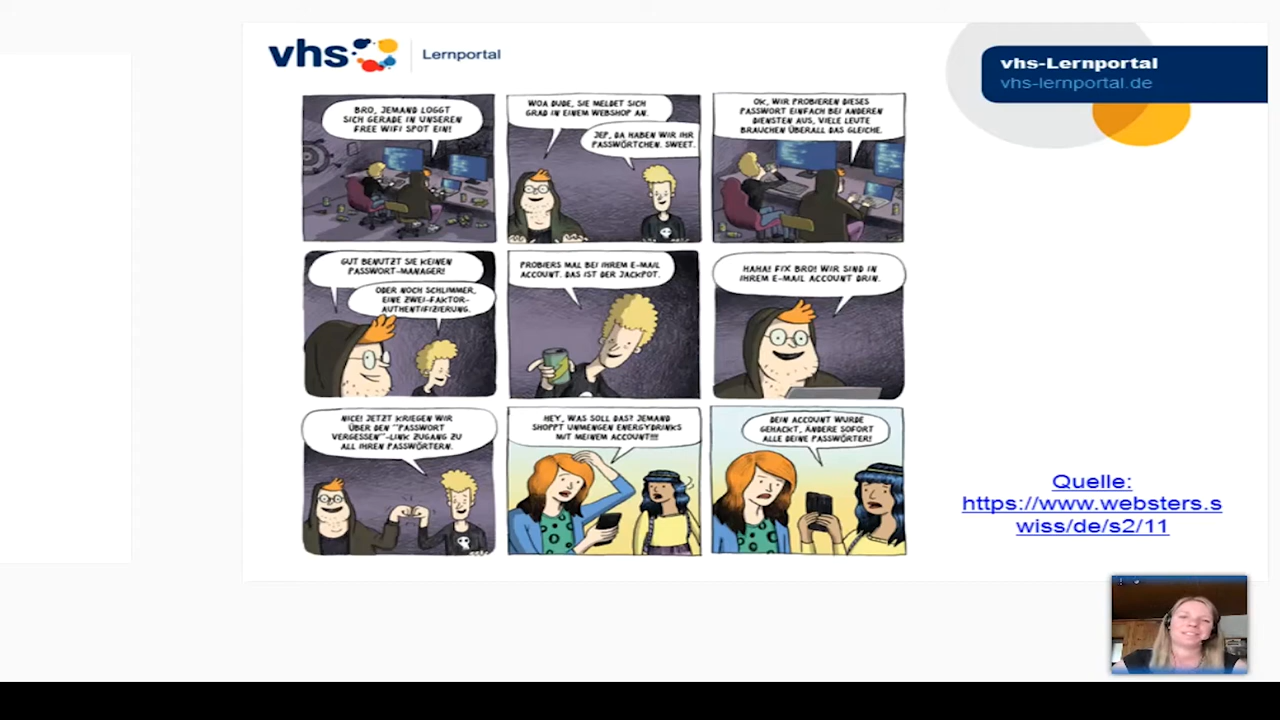 vhs
Lernportal
vhs-Lernportal
vhs-lernportal.de
BRO, JEMAND LOGGT
SICH GERADE IN UNSEREN
FREE WIFI SPOT EIN!
WOA DUDE, SIE MELDET SICH
GRAD IN EINEM WEBSHOP AN.
JEP, DA HABEN WIR IHR
PASSWÖRTCHEN. SWEET.
OK, WIR PROBIEREN DIESES
PASSWORT EINFACH BEI ANDEREN
DIENSTEN AUS, VIELE LEUTE
BRAUCHEN ÜBERALL DAS GLEICHE.
GUT BENUTZT SIE KEINEN
PASSWORT-MANAGER!
ODER NOCH SCHLIMMER,
EINE ZWEI-FAKTOR-
AUTHENTIFIZIERUNG.
PROBIERS MAL BEI IHREM E-MAIL
ACCOUNT. DAS IST DER JACKPOT.
HAHA! FIX BRO! WIR SIND IN
IHREM E-MAIL ACCOUNT DRIN.
NICE! JETZT KRIEGEN WIR
ÜBER DEN "PASSWORT
VERGESSEN"-LINK ZUGANG ZU
ALL IHREN PASSWÖRTERN.
HEY, WAS SOLL DAS? JEMAND
SHOPPT UNMENGEN ENERGYDRINKS
MIT MEINEM ACCOUNT!!!
DEIN ACCOUNT WURDE
GEHACKT, ÄNDERE SOFORT
ALLE DEINE PASSWÖRTER!
Quelle:
https://www.websters.s
wiss/de/s2/11